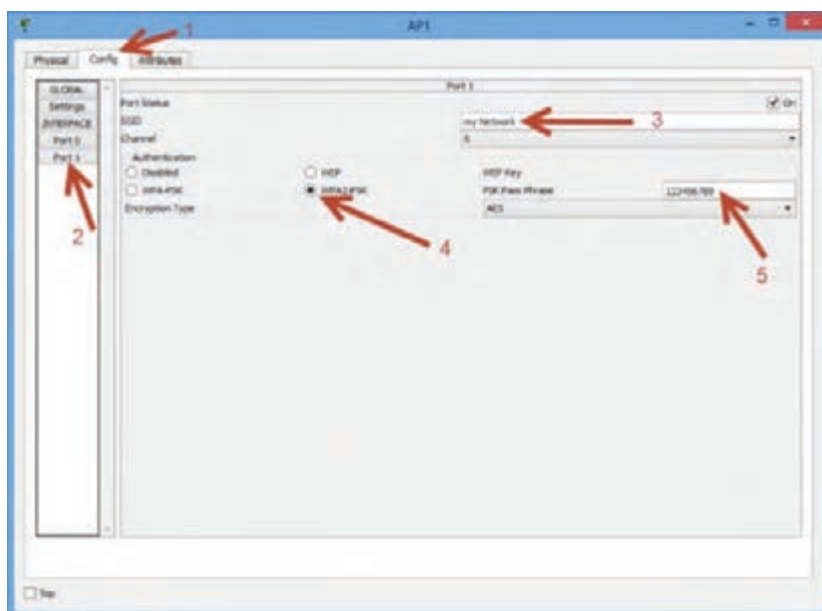 1
AP1
Physical Config Attributes
GLOBAL
Settings
INTERFACE
Port 0
Port 1
2
Port 1
Port Status
On
SSID
my Network
3
Channel
6
Authentication
Disabled
WEP
WEP Key
WPA-PSK
WPA2-PSK
PSK Pass Phrase
123456789
Encryption Type
AES
4
5
Top